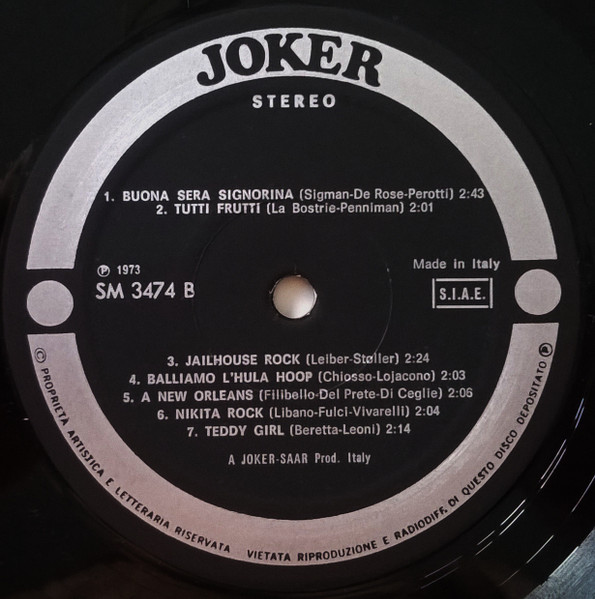 JOKER
STEREO
1. BUONA SERA SIGNORINA (Sigman-De Rose-Perotti) 2:43
2. TUTTI FRUTTI (La Bostrie-Penniman) 2:01
Ⓟ 1973
SM 3474 B
Made in Italy
S.I.A.E.
3. JAILHOUSE ROCK (Leiber-Støller) 2:24
4. BALLIAMO L'HULA HOOP (Chiosso-Lojacono) 2:03
5. A NEW ORLEANS (Filibello-Del Prete-Di Ceglie) 2:06
6. NIKITA ROCK (Libano-Fulci-Vivarelli) 2:04
7. TEDDY GIRL (Beretta-Leoni) 2:14
A JOKER-SAAR Prod. Italy
© PROPRIETÀ ARTISTICA E LETTERARIA RISERVATA VIETATA RIPRODUZIONE E RADIODIFF. DI QUESTO DISCO DEPOSITATO Ⓟ